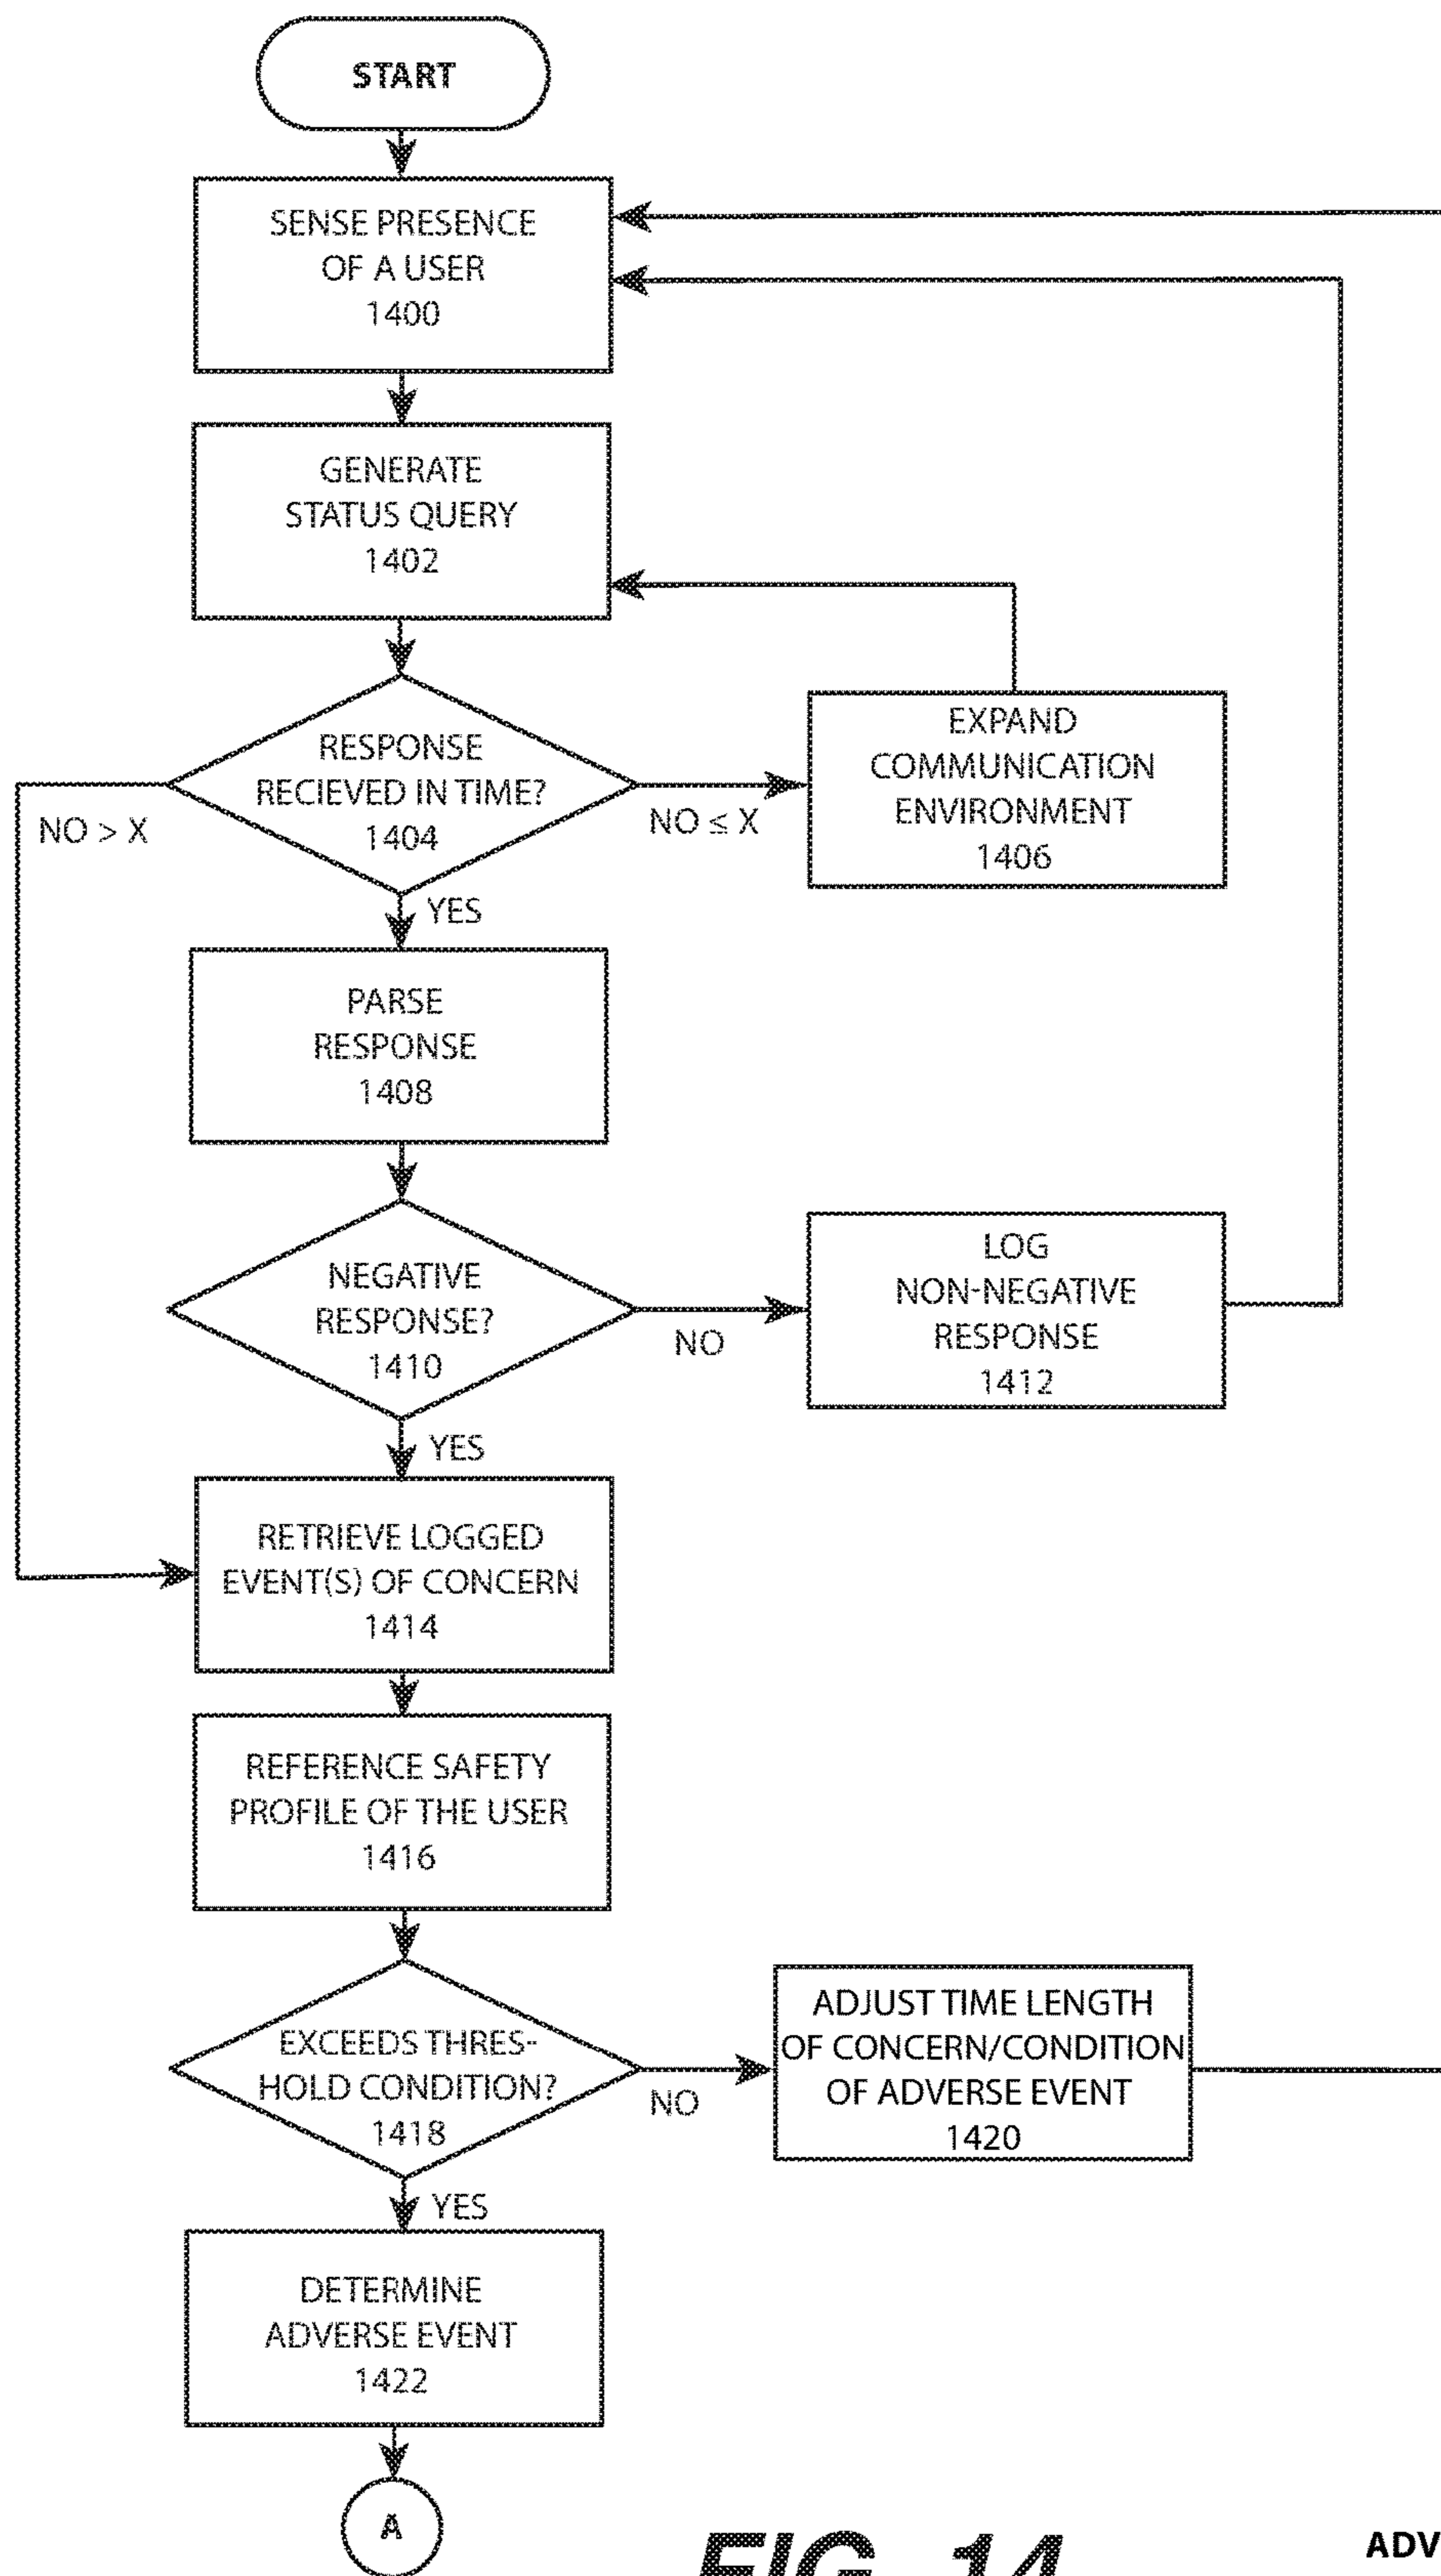 START
SENSE PRESENCE
OF A USER
1400
GENERATE
STATUS QUERY
1402
RESPONSE
RECIEVED IN TIME?
1404
NO > X
NO ≤ X
EXPAND
COMMUNICATION
ENVIRONMENT
1406
YES
PARSE
RESPONSE
1408
NEGATIVE
RESPONSE?
1410
NO
LOG
NON-NEGATIVE
RESPONSE
1412
YES
RETRIEVE LOGGED
EVENT(S) OF CONCERN
1414
REFERENCE SAFETY
PROFILE OF THE USER
1416
EXCEEDS THRES-
HOLD CONDITION?
1418
NO
ADJUST TIME LENGTH
OF CONCERN/CONDITION
OF ADVERSE EVENT
1420
YES
DETERMINE
ADVERSE EVENT
1422
A
FIG. 14
ADV